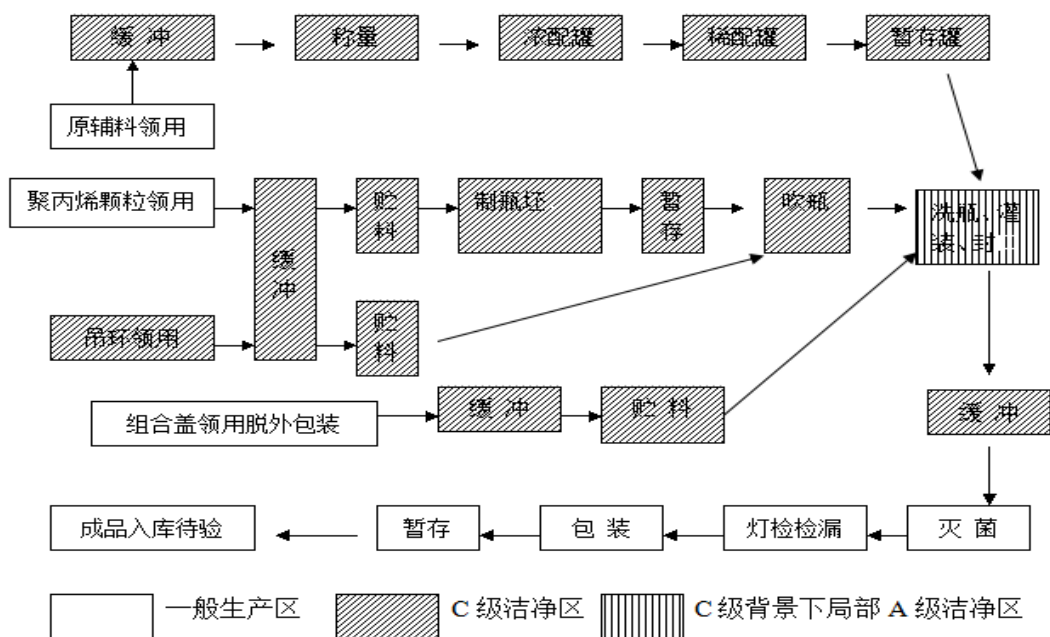 缓 冲
称量
浓配罐
稀配罐
暂存罐
原辅料领用
聚丙烯颗粒领用
缓
冲
贮
料
制瓶坯
暂
存
吹瓶
洗瓶、灌
装、封
吊环领用
贮
料
组合盖领用脱外包装
缓 冲
贮 料
缓 冲
成品入库待验
暂存
包 装
灯检检漏
灭 菌
一般生产区
C 级洁净区
C 级背景下局部 A 级洁净区